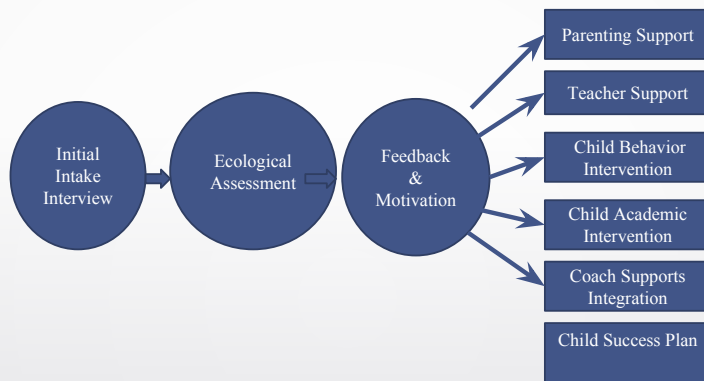 Initial
Intake
Interview
Ecological
Assessment
Feedback
&
Motivation
Parenting Support
Teacher Support
Child Behavior
Intervention
Child Academic
Intervention
Coach Supports
Integration
Child Success Plan